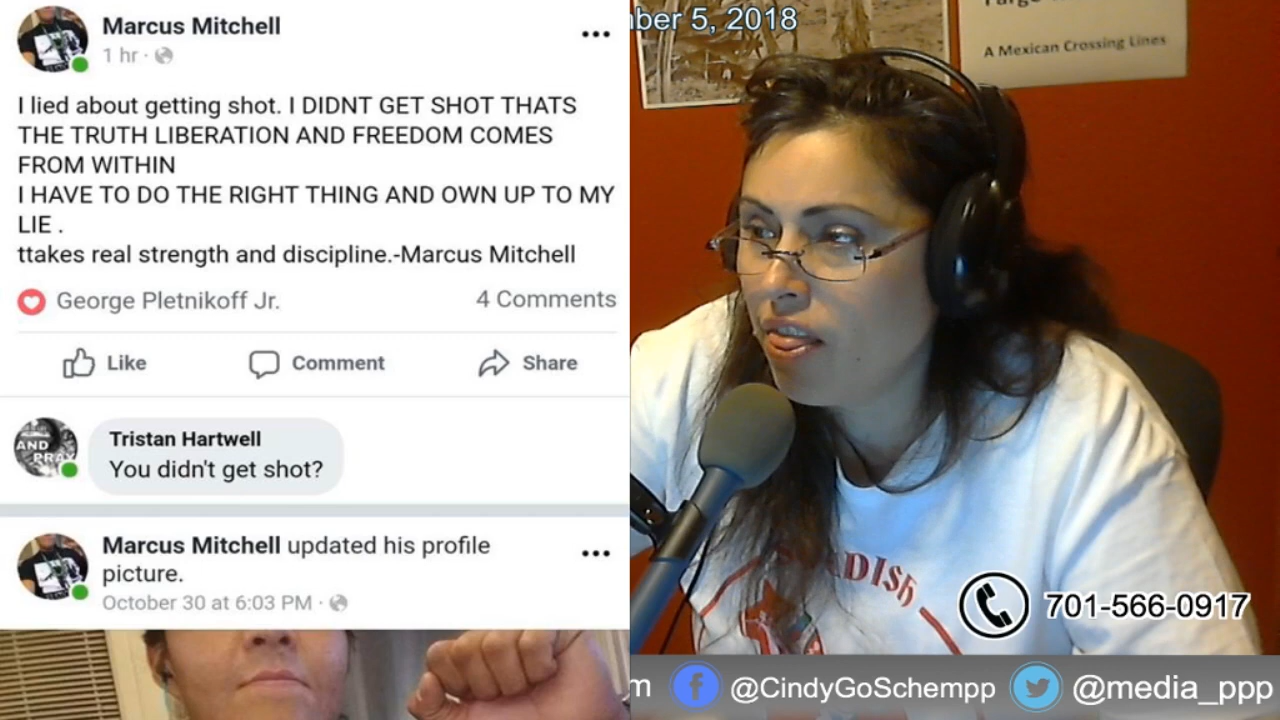 Marcus Mitchell
1 hr ·
I lied about getting shot. I DIDNT GET SHOT THATS
THE TRUTH LIBERATION AND FREEDOM COMES
FROM WITHIN
I HAVE TO DO THE RIGHT THING AND OWN UP TO MY
LIE .
ttakes real strength and discipline.-Marcus Mitchell
George Pletnikoff Jr.
4 Comments
Like
Comment
Share
AND
PRAY
Tristan Hartwell
You didn't get shot?
Marcus Mitchell updated his profile
picture.
October 30 at 6:03 PM ·
ber 5, 2018
A Mexican Crossing Lines
701-566-0917
m
@CindyGoSchempp
@media_ppp